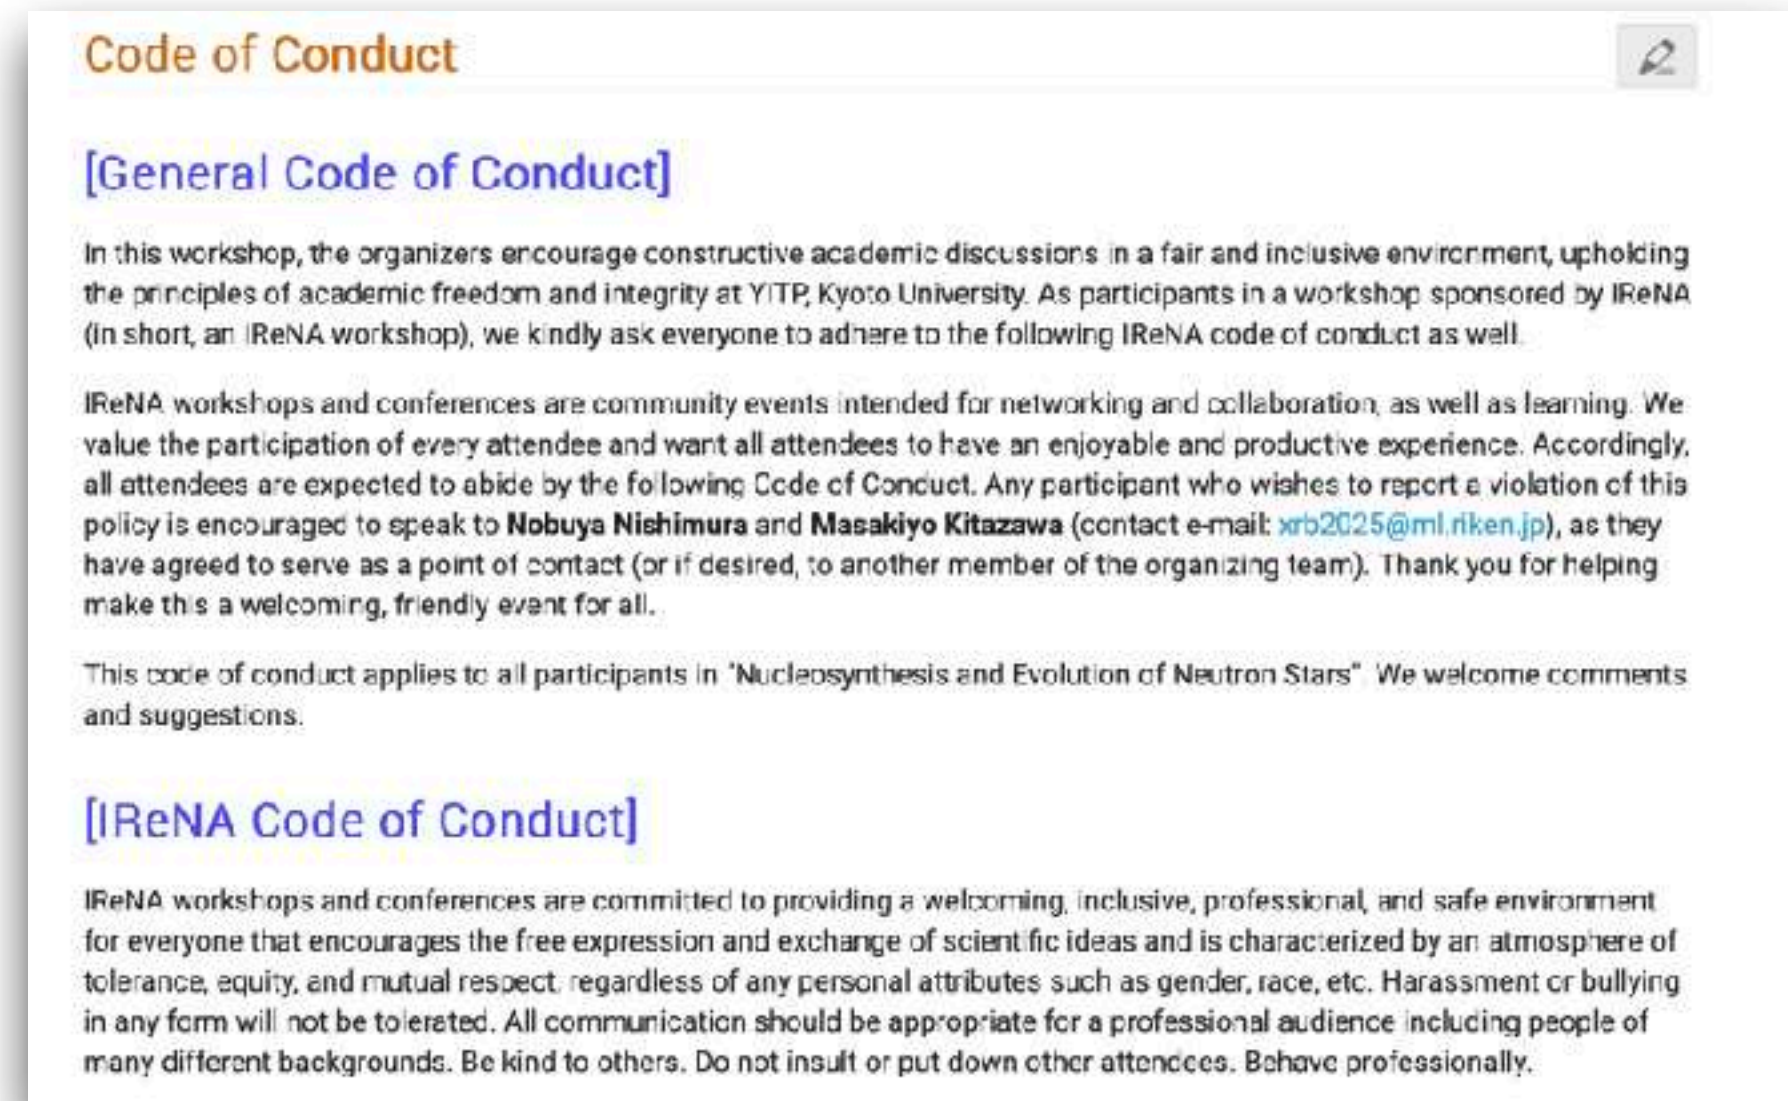 Code of Conduct
[General Code of Conduct]
In this workshop, the organizers encourage constructive academic discussions in a fair and inclusive environment, upholding
the principles of academic freedom and integrity at YITP, Kyoto University. As participants in a workshop sponsored by IReNA
(in short, an IReNA workshop), we kindly ask everyone to adhere to the following IReNA code of conduct as well.
IReNA workshops and conferences are community events intended for networking and collaboration, as well as learning. We
value the participation of every attendee and want all attendees to have an enjoyable and productive experience. Accordingly,
all attendees are expected to abide by the following Code of Conduct. Any participant who wishes to report a violation of this
policy is encouraged to speak to Nobuya Nishimura and Masakiyo Kitazawa (contact e-mail: xrb2025@ml.riken.jp), as they
have agreed to serve as a point of contact (or if desired, to another member of the organizing team). Thank you for helping
make this a welcoming, friendly event for all.
This code of conduct applies to all participants in "Nucleosynthesis and Evolution of Neutron Stars". We welcome comments
and suggestions.
[IReNA Code of Conduct]
IReNA workshops and conferences are committed to providing a welcoming, inclusive, professional, and safe environment
for everyone that encourages the free expression and exchange of scientific ideas and is characterized by an atmosphere of
tolerance, equity, and mutual respect, regardless of any personal attributes such as gender, race, etc. Harassment or bullying
in any form will not be tolerated. All communication should be appropriate for a professional audience including people of
many different backgrounds. Be kind to others. Do not insult or put down other attendees. Behave professionally.